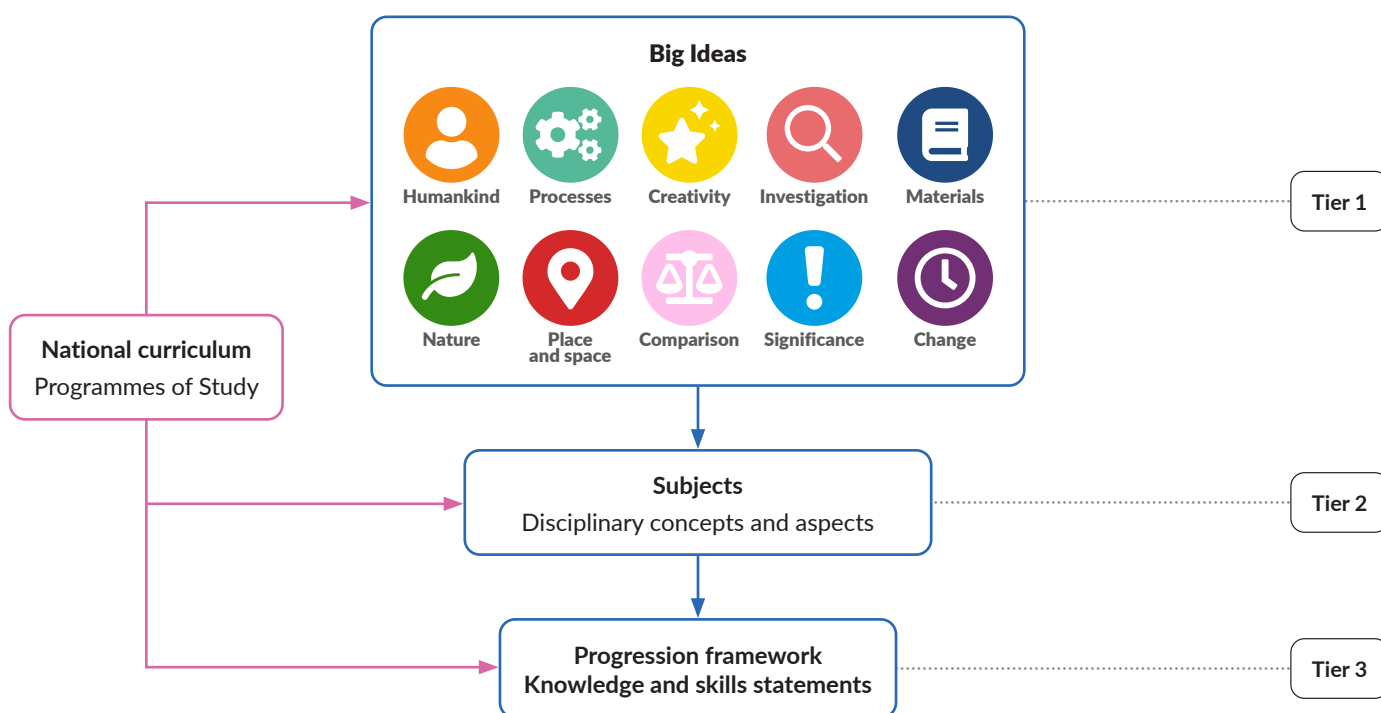 Big Ideas
Humankind
Processes
Creativity
Investigation
Materials
Tier 1
Nature
Place
and space
Comparison
Significance
Change
National curriculum
Programmes of Study
Subjects
Disciplinary concepts and aspects
Tier 2
Progression framework
Knowledge and skills statements
Tier 3